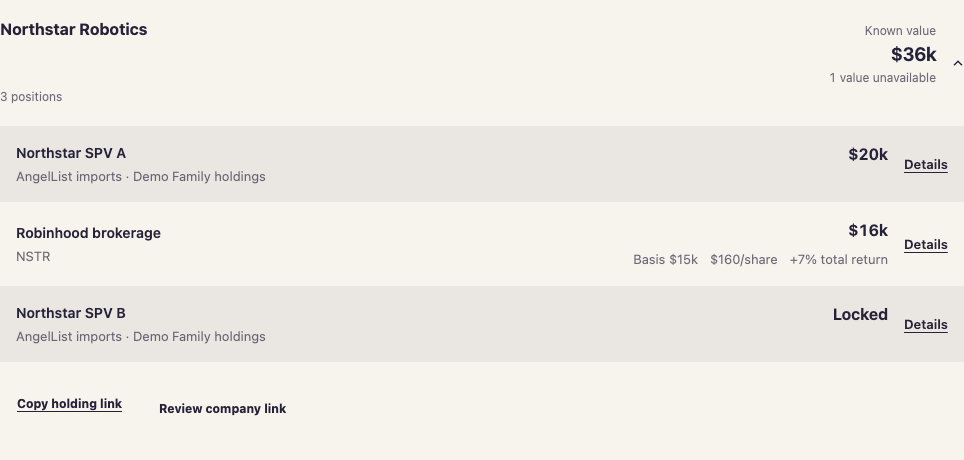 Northstar Robotics
Known value
$36k
1 value unavailable
3 positions
Northstar SPV A
AngelList imports · Demo Family holdings
$20k
Details
Robinhood brokerage
NSTR
$16k
Basis $15k $160/share +7% total return
Details
Northstar SPV B
AngelList imports · Demo Family holdings
Locked
Details
Copy holding link
Review company link